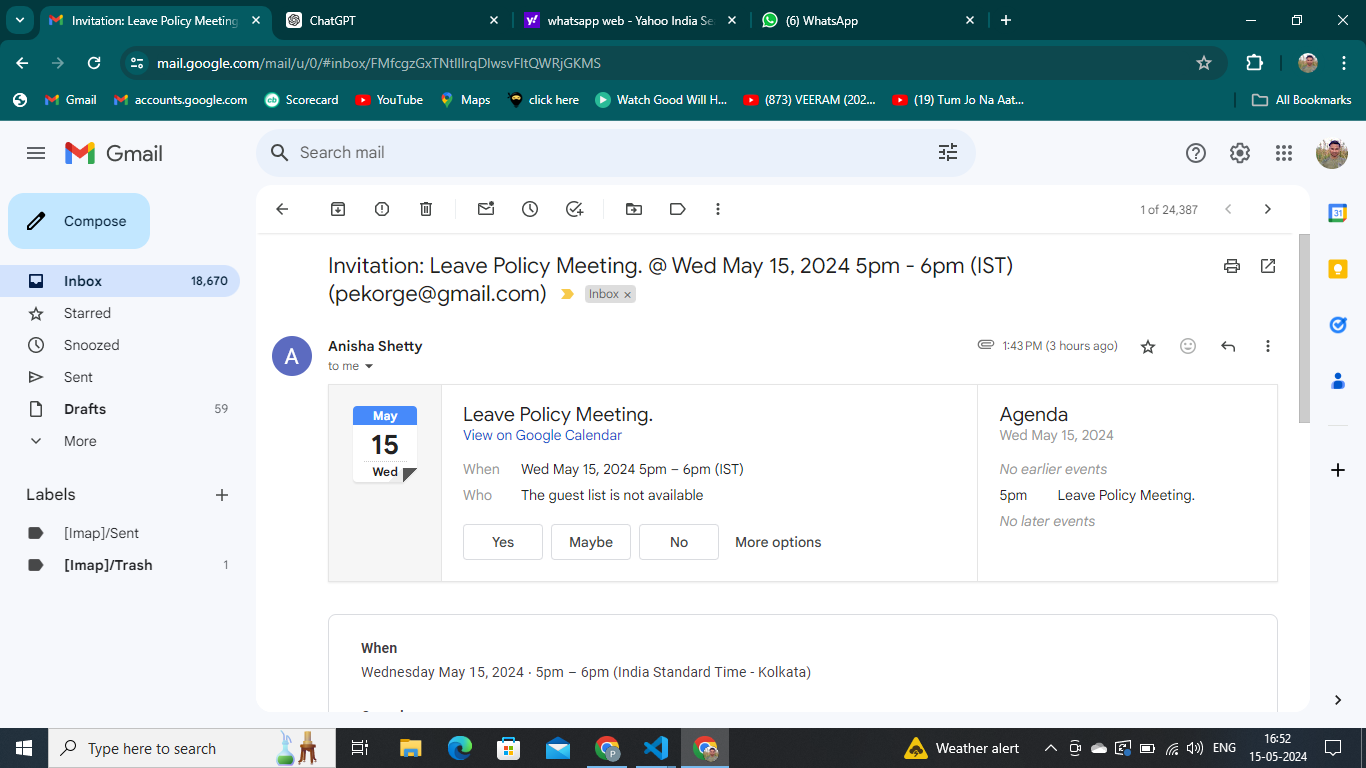 Invitation: Leave Policy Meeting
ChatGPT
whatsapp web - Yahoo India Se
(6) WhatsApp
mail.google.com/mail/u/0/#inbox/FMfcgzGxTNtlllrqDlwsvFltQWRjGKMS
Gmail
accounts.google.com
cb
Scorecard
YouTube
Maps
click here
Watch Good Will H...
(873) VEERAM (202...
(19) Tum Jo Na Aat...
All Bookmarks
Gmail
Search mail
Compose
1 of 24,387
Inbox 18,670
Starred
Snoozed
Sent
Drafts 59
More
Labels
[Imap]/Sent
[Imap]/Trash 1
Invitation: Leave Policy Meeting. @ Wed May 15, 2024 5pm - 6pm (IST)
(pekorge@gmail.com) Inbox x
A
Anisha Shetty
1:43 PM (3 hours ago)
to me
May
15
Wed
Leave Policy Meeting.
View on Google Calendar
When Wed May 15, 2024 5pm – 6pm (IST)
Who The guest list is not available
Yes Maybe No More options
Agenda
Wed May 15, 2024
No earlier events
5pm Leave Policy Meeting.
No later events
When
Wednesday May 15, 2024 · 5pm – 6pm (India Standard Time - Kolkata)
31
Type here to search
P
Weather alert
ENG
16:52
15-05-2024